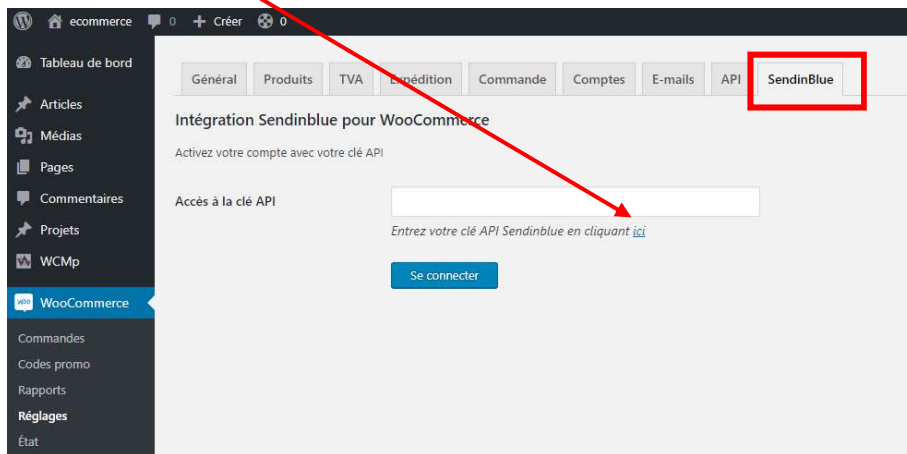 ecommerce 0 + Créer 0
Tableau de bord
Articles
Médias
Pages
Commentaires
Projets
WCMp
WooCommerce
Commandes
Codes promo
Rapports
Réglages
État
Général Produits TVA Expédition Commande Comptes E-mails API SendinBlue
Intégration Sendinblue pour WooCommerce
Activez votre compte avec votre clé API
Accès à la clé API
Entrez votre clé API Sendinblue en cliquant ici
Se connecter